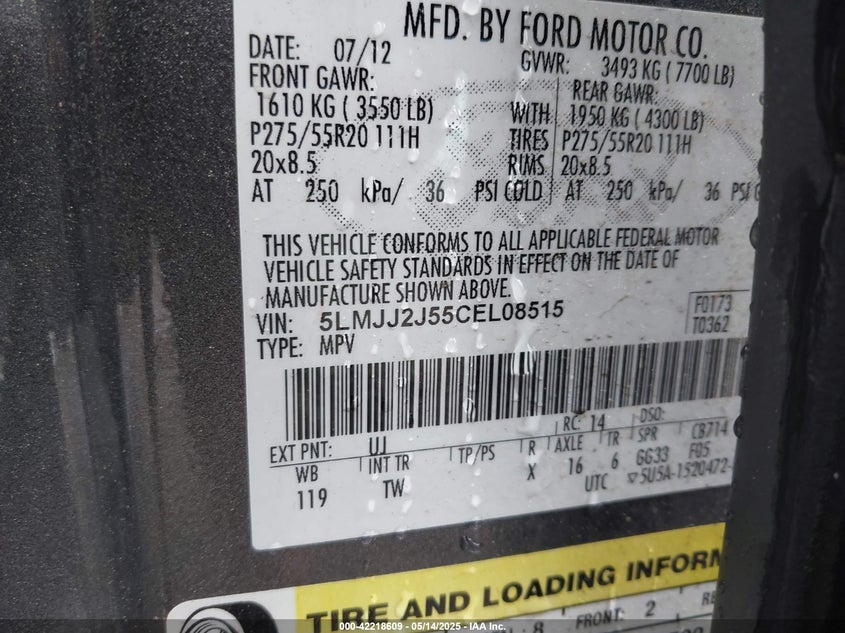 MFD. BY FORD MOTOR CO.
DATE: 07/12 GVWR: 3493 KG ( 7700 LB)
FRONT GAWR: REAR GAWR:
1610 KG ( 3550 LB) WITH 1950 KG ( 4300 LB)
P275/55R20 111H TIRES P275/55R20 111H
20x8.5 RIMS 20x8.5
AT 250 kPa/ 36 PSI COLD AT 250 kPa/ 36 PSI
THIS VEHICLE CONFORMS TO ALL APPLICABLE FEDERAL MOTOR
VEHICLE SAFETY STANDARDS IN EFFECT ON THE DATE OF
MANUFACTURE SHOWN ABOVE.
VIN: 5LMJJ2J55CEL08515 F0173
TYPE: MPV T0362
EXT PNT: UJ RC: 14 DSO:
WB INT TR TP/PS R AXLE TR SPR CB714
119 TW X 16 6 GG33 F05
UTC ▽5U5A-1520472-
TIRE AND LOADING INFORM
8 FRONT: 2
000-42218609 - 05/14/2025 - IAA Inc.